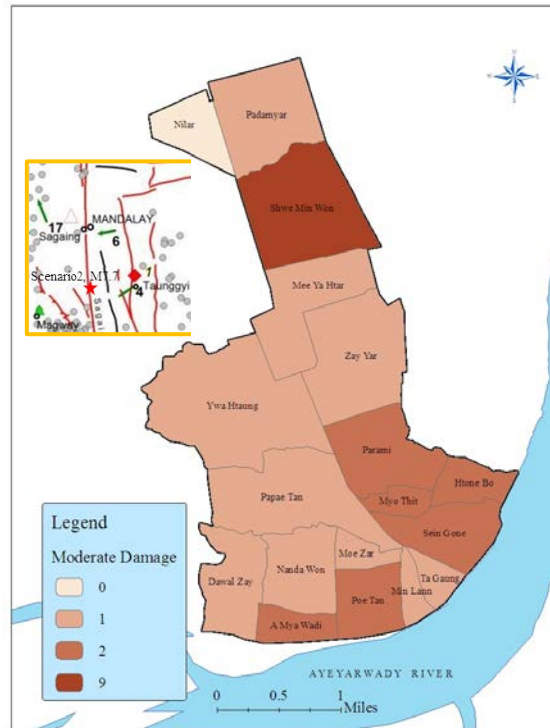 Padamyar
Nilar
Shwe Min Won
17
MANDALAY
Sagaing
6
Scenario2, M7.7
1
4
Taunggyi
Sagai
Magway
Mee Ya Htar
Zay Yar
Ywa Htaung
Parami
Htone Bo
Myo Thit
Papae Tan
Sein Gone
Moe Zar
Nanda Won
Dawal Zay
Ta Gaung
Min Lann
Poe Tan
A Mya Wadi
Legend
Moderate Damage
0
1
2
9
AYEYARWADY RIVER
0 0.5 1
Miles